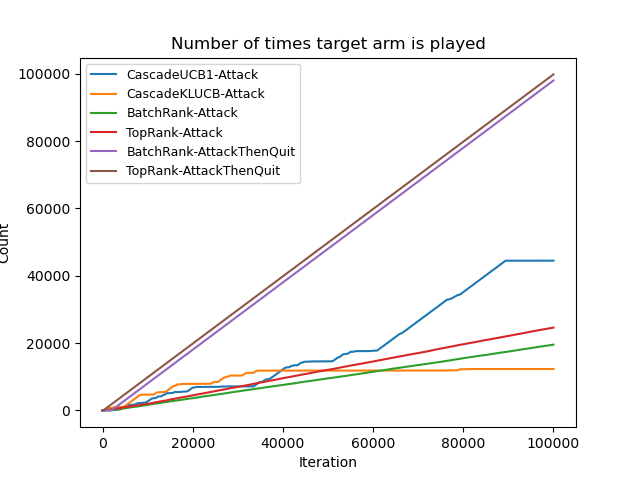 Number of times target arm is played
100000
80000
60000
40000
20000
0
Count
CascadeUCB1-Attack
CascadeKLUCB-Attack
BatchRank-Attack
TopRank-Attack
BatchRank-AttackThenQuit
TopRank-AttackThenQuit
0 20000 40000 60000 80000 100000
Iteration